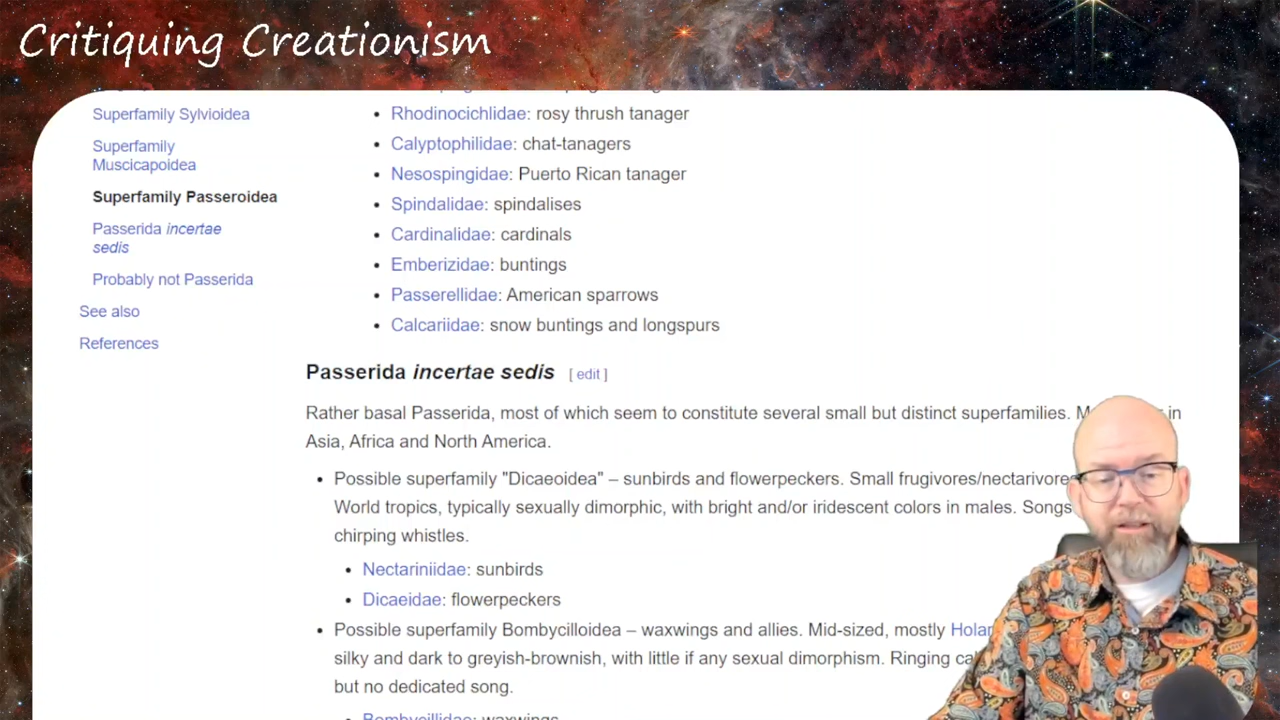 Critiquing Creationism
Superfamily Sylvioidea
Superfamily
Muscicapoidea
Superfamily Passeroidea
Passerida incertae
sedis
Probably not Passerida
See also
References
• Rhodinocichlidae: rosy thrush tanager
• Calyptophilidae: chat-tanagers
• Nesospingidae: Puerto Rican tanager
• Spindalidae: spindalises
• Cardinalidae: cardinals
• Emberizidae: buntings
• Passerellidae: American sparrows
• Calcariidae: snow buntings and longspurs
Passerida incertae sedis [ edit ]
Rather basal Passerida, most of which seem to constitute several small but distinct superfamilies. in
Asia, Africa and North America.
• Possible superfamily "Dicaeoidea" – sunbirds and flowerpeckers. Small frugivores/nectarivores
World tropics, typically sexually dimorphic, with bright and/or iridescent colors in males. Songs
chirping whistles.
• Nectariniidae: sunbirds
• Dicaeidae: flowerpeckers
• Possible superfamily Bombycilloidea – waxwings and allies. Mid-sized, mostly
silky and dark to greyish-brownish, with little if any sexual dimorphism. Ringing
but no dedicated song.
• Bombycillidae: waxwings